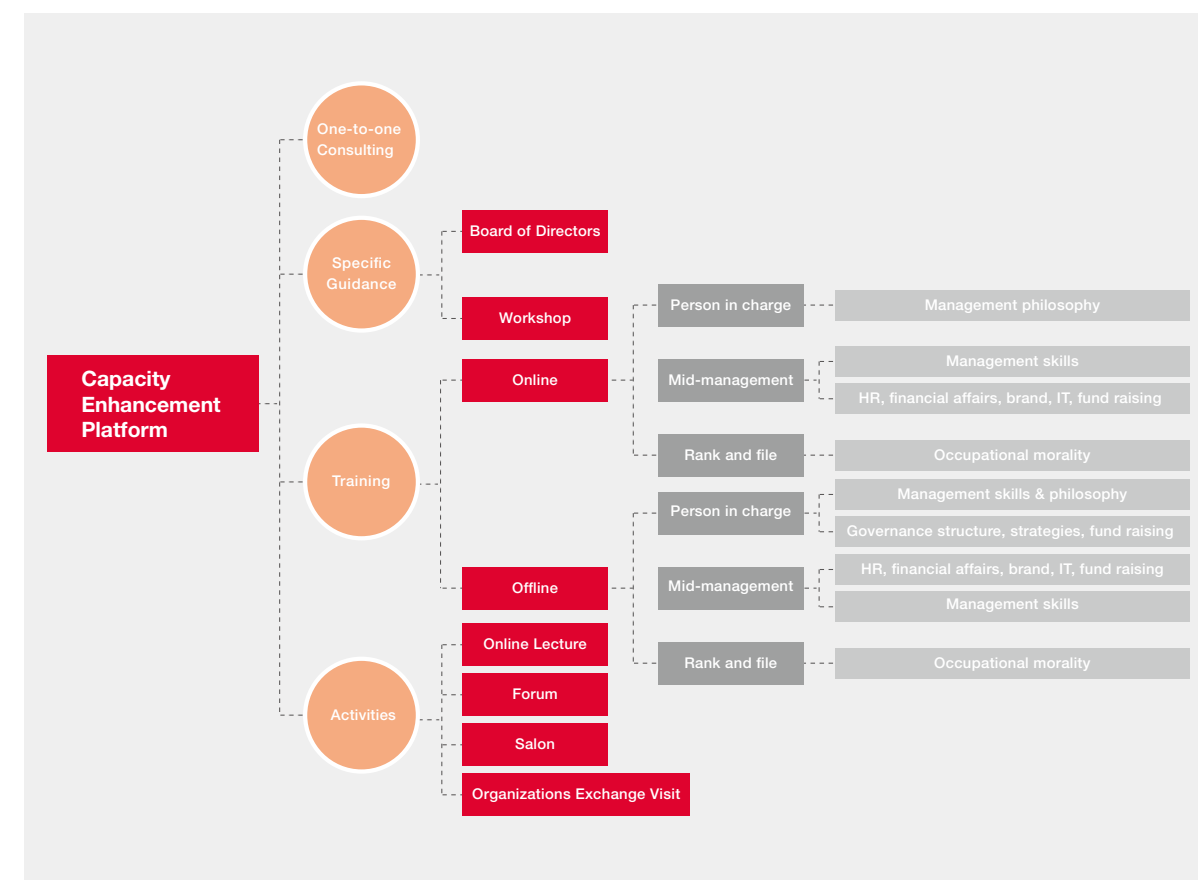 Capacity
Enhancement
Platform
One-to-one
Consulting
Specific
Guidance
Board of Directors
Workshop
Training
Online
Person in charge
Management philosophy
Mid-management
Management skills
HR, financial affairs, brand, IT, fund raising
Rank and file
Occupational morality
Offline
Person in charge
Management skills & philosophy
Governance structure, strategies, fund raising
Mid-management
HR, financial affairs, brand, IT, fund raising
Management skills
Rank and file
Occupational morality
Activities
Online Lecture
Forum
Salon
Organizations Exchange Visit